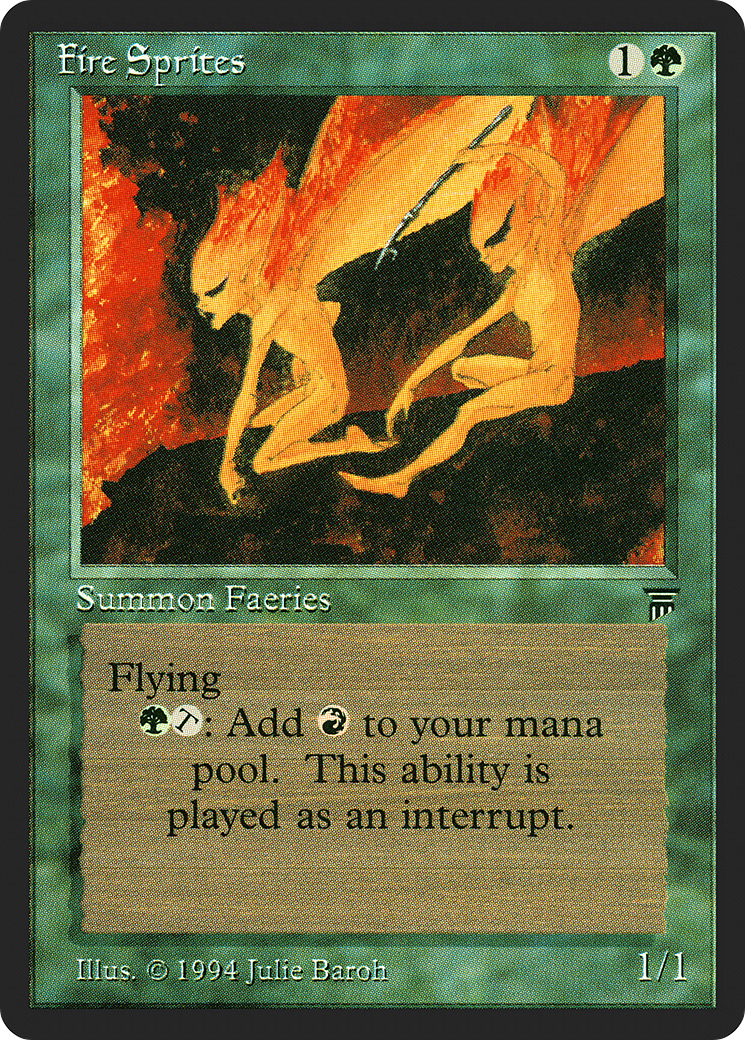 Fire Sprites 1
Summon Faeries
Flying
: Add to your mana
pool. This ability is
played as an interrupt.
Illus. © 1994 Julie Baroh 1/1